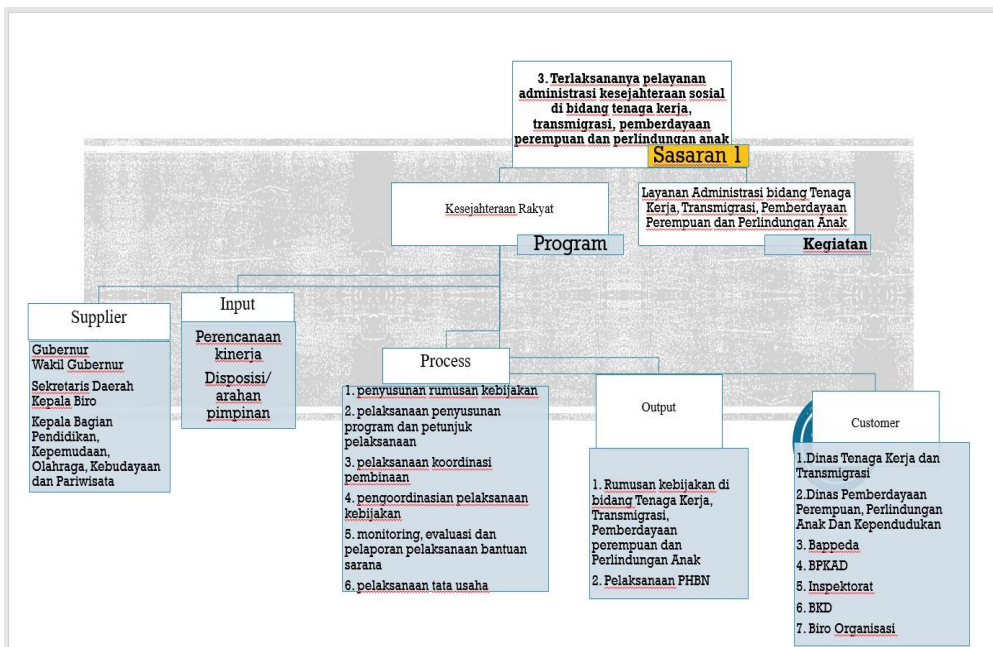 3. Terlaksananya pelayanan
administrasi kesejahteraan sosial
di bidang tenaga kerja,
transmigrasi, pemberdayaan
perempuan dan perlindungan anak
Sasaran 1
Kesejahteraan Rakyat
Program
Layanan Administrasi bidang Tenaga
Kerja, Transmigrasi, Pemberdayaan
Perempuan dan Perlindungan Anak
Kegiatan
Supplier
Gubernur
Wakil Gubernur
Sekretaris Daerah
Kepala Biro
Kepala Bagian
Pendidikan,
Kepemudaan,
Olahraga, Kebudayaan
dan Pariwisata
Input
Perencanaan
kinerja
Disposisi/
arahan
pimpinan
Process
1. penyusunan rumusan kebijakan
2. pelaksanaan penyusunan
program dan petunjuk
pelaksanaan
3. pelaksanaan koordinasi
pembinaan
4. pengoordinasian pelaksanaan
kebijakan
5. monitoring, evaluasi dan
pelaporan pelaksanaan bantuan
sarana
6. pelaksanaan tata usaha
Output
1. Rumusan kebijakan di
bidang Tenaga Kerja,
Transmigrasi,
Pemberdayaan
perempuan dan
Perlindungan Anak
2. Pelaksanaan PHBN
Customer
1.Dinas Tenaga Kerja dan
Transmigrasi
2.Dinas Pemberdayaan
Perempuan, Perlindungan
Anak Dan Kependudukan
3. Bappeda
4. BPKAD
5. Inspektorat
6. BKD
7. Biro Organisasi